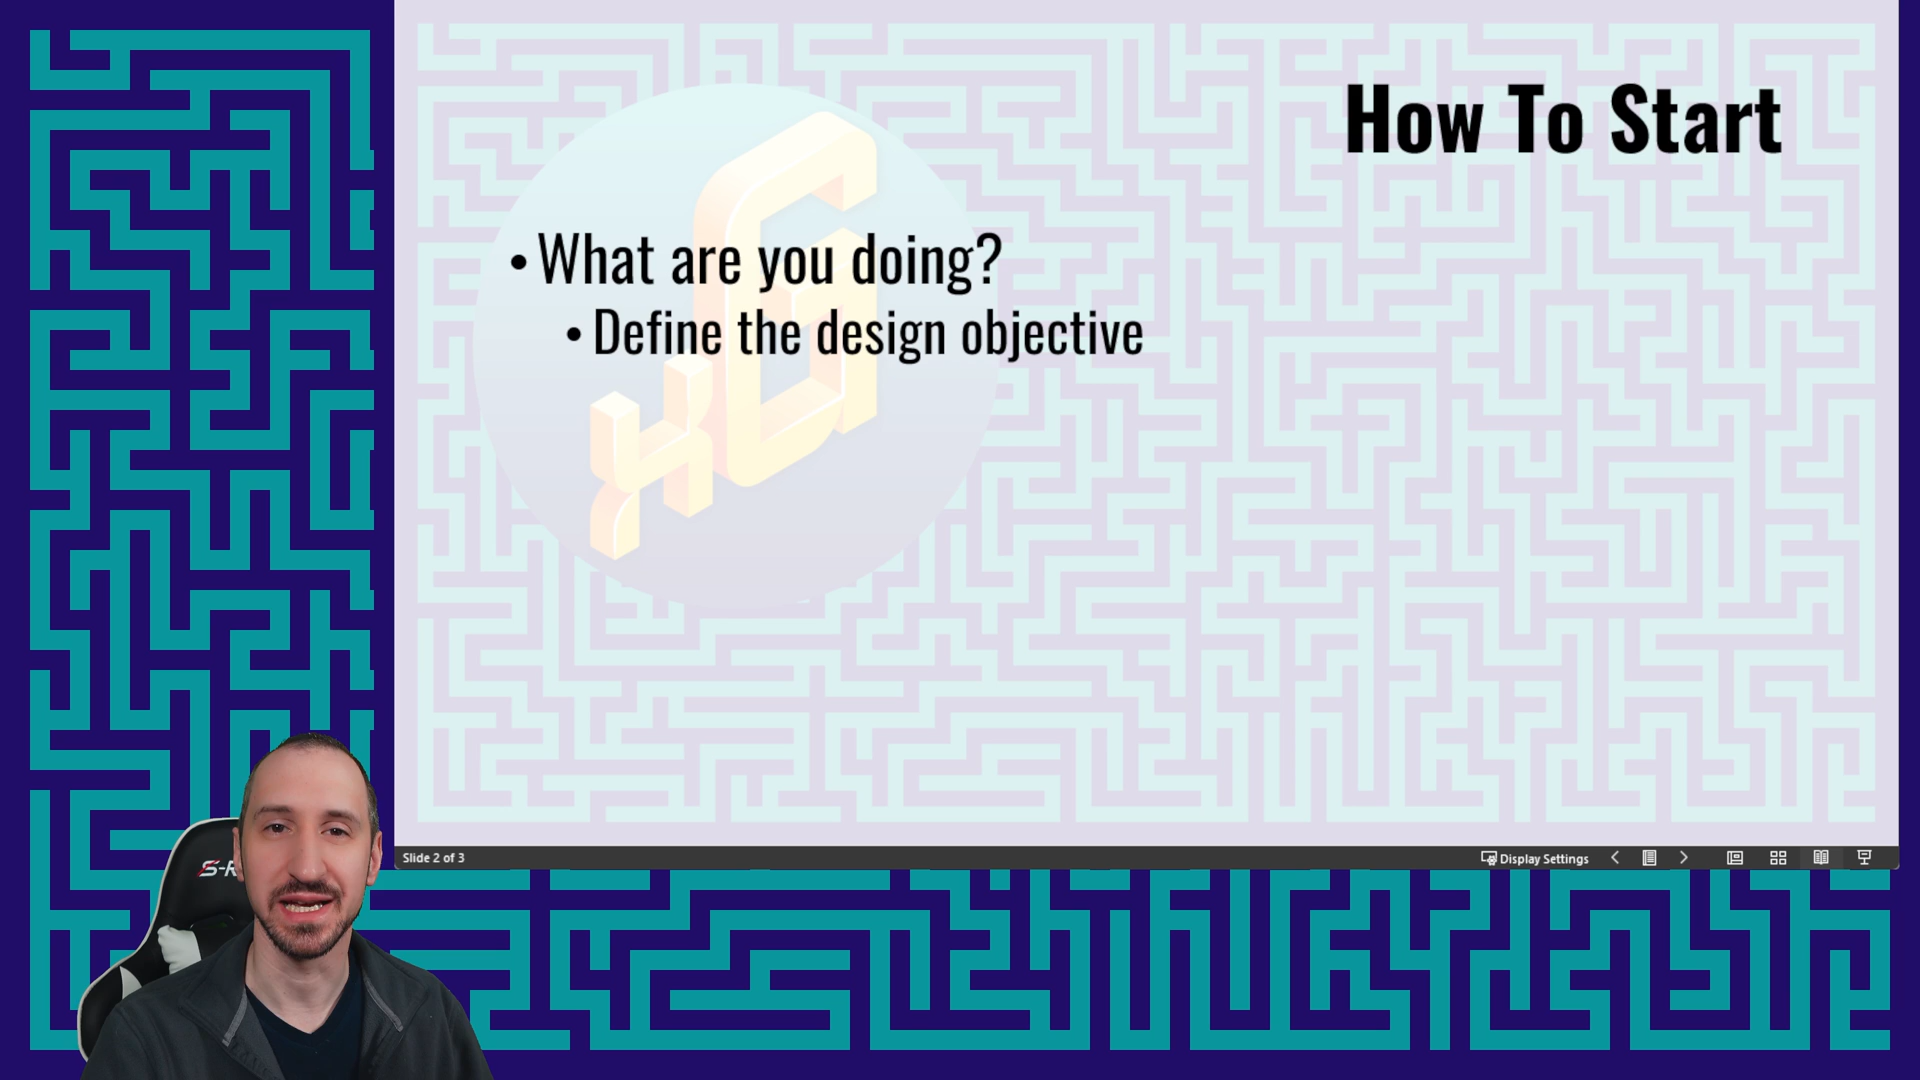 How To Start
• What are you doing?
• Define the design objective
Slide 2 of 3
Display Settings